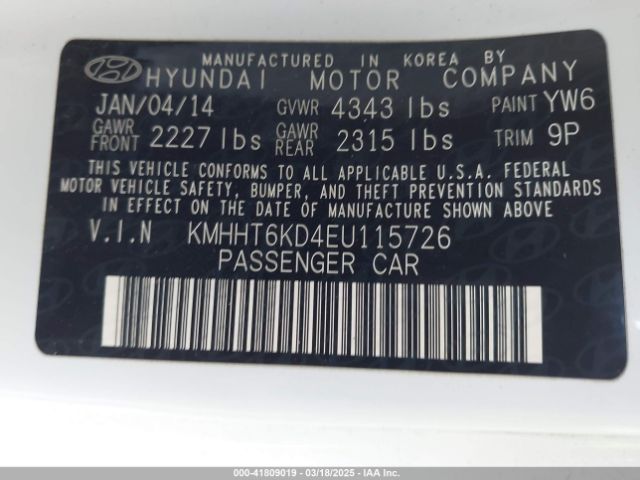 MANUFACTURED IN KOREA BY
HYUNDAI MOTOR COMPANY
JAN/04/14 GVWR 4343 lbs PAINT YW6
GAWR FRONT 2227 lbs GAWR REAR 2315 lbs TRIM 9P
THIS VEHICLE CONFORMS TO ALL APPLICABLE U.S.A. FEDERAL
MOTOR VEHICLE SAFETY, BUMPER, AND THEFT PREVENTION STANDARDS
IN EFFECT ON THE DATE OF MANUFACTURE SHOWN ABOVE
V.I.N KMHHT6KD4EU115726
PASSENGER CAR
000-41809019 - 03/18/2025 - IAA Inc.